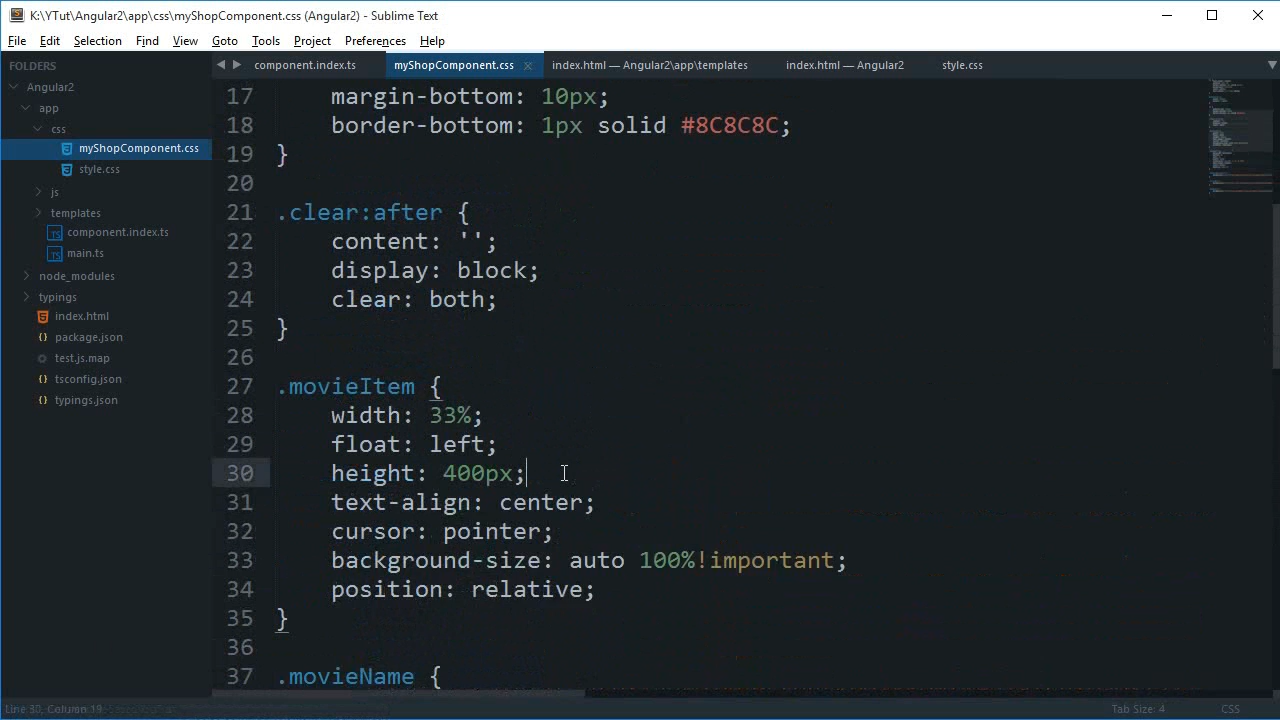 K:\YTut\Angular2\app\css\myShopComponent.css (Angular2) - Sublime Text
File Edit Selection Find View Goto Tools Project Preferences Help
FOLDERS
Angular2
app
css
myShopComponent.css
style.css
js
templates
component.index.ts
main.ts
node_modules
typings
index.html
package.json
test.js.map
tsconfig.json
typings.json
component.index.ts myShopComponent.css index.html — Angular2\app\templates index.html — Angular2 style.css
17 margin-bottom: 10px;
18 border-bottom: 1px solid #8C8C8C;
19 }
20
21 .clear:after {
22 content: '';
23 display: block;
24 clear: both;
25 }
26
27 .movieItem {
28 width: 33%;
29 float: left;
30 height: 400px;
31 text-align: center;
32 cursor: pointer;
33 background-size: auto 100%!important;
34 position: relative;
35 }
36
37 .movieName {
Line 30, Column 19
Tab Size: 4 CSS